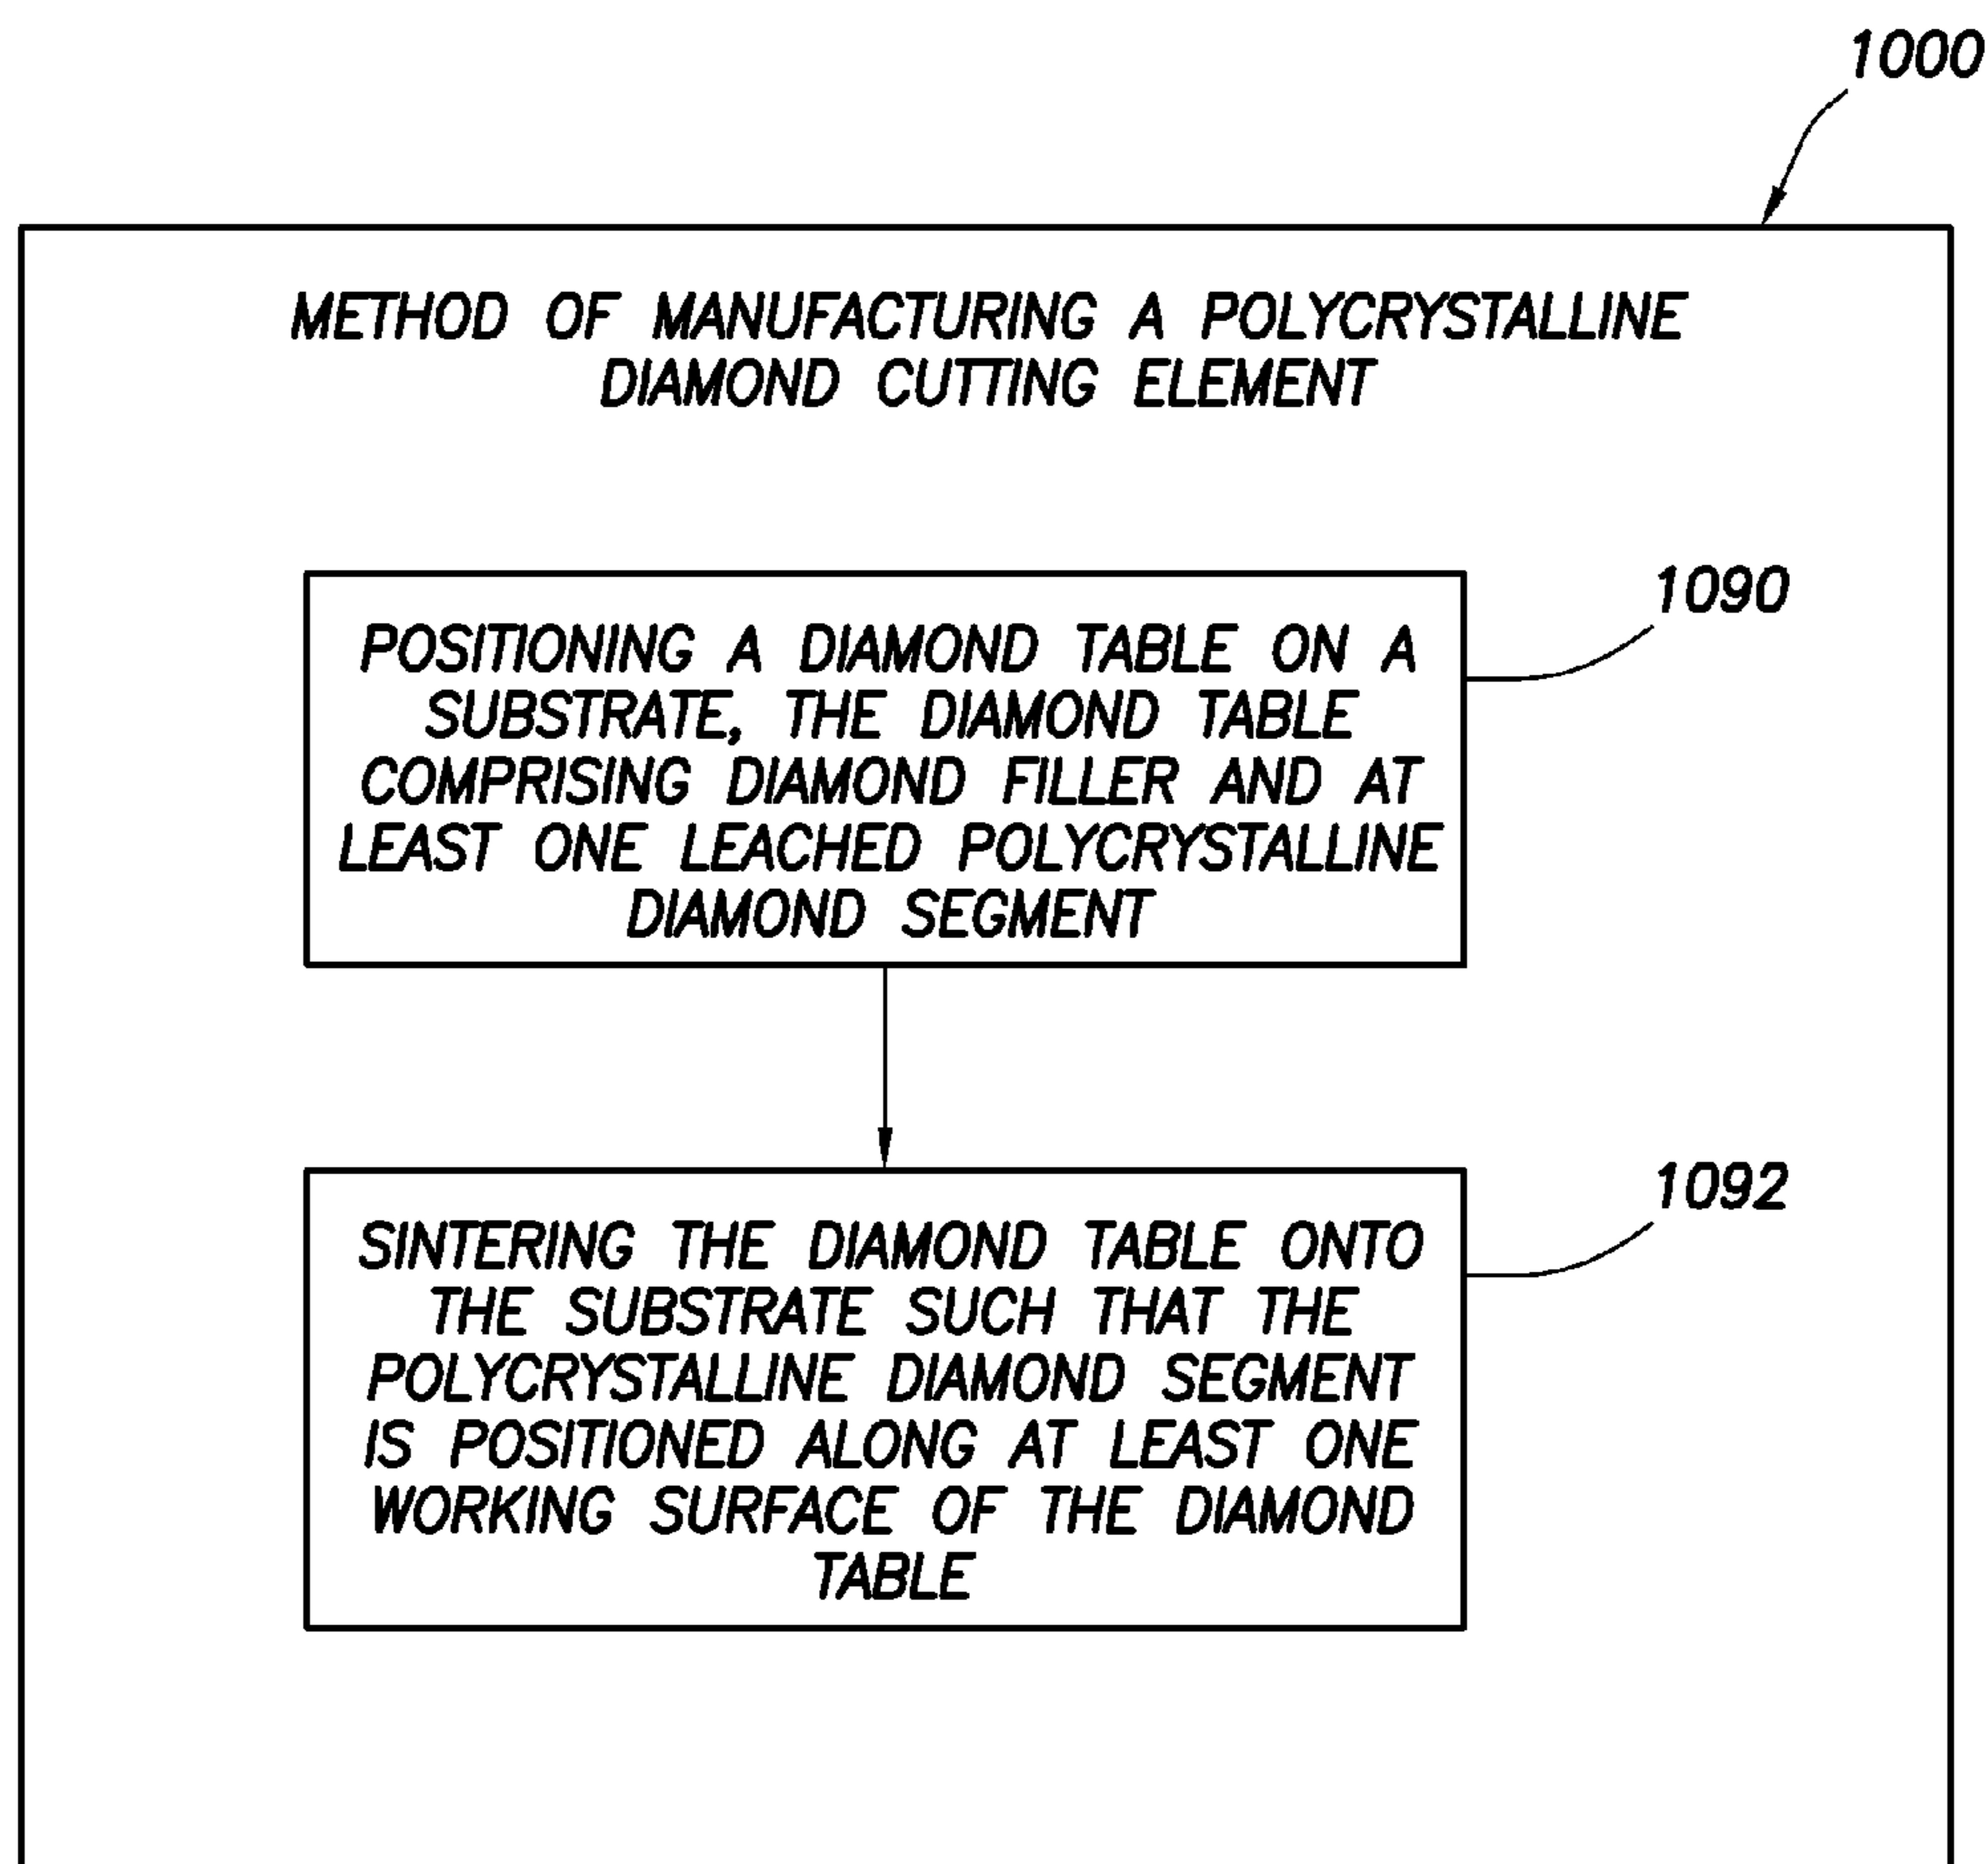 1000
METHOD OF MANUFACTURING A POLYCRYSTALLINE
DIAMOND CUTTING ELEMENT
1090
POSITIONING A DIAMOND TABLE ON A
SUBSTRATE, THE DIAMOND TABLE
COMPRISING DIAMOND FILLER AND AT
LEAST ONE LEACHED POLYCRYSTALLINE
DIAMOND SEGMENT
1092
SINTERING THE DIAMOND TABLE ONTO
THE SUBSTRATE SUCH THAT THE
POLYCRYSTALLINE DIAMOND SEGMENT
IS POSITIONED ALONG AT LEAST ONE
WORKING SURFACE OF THE DIAMOND
TABLE